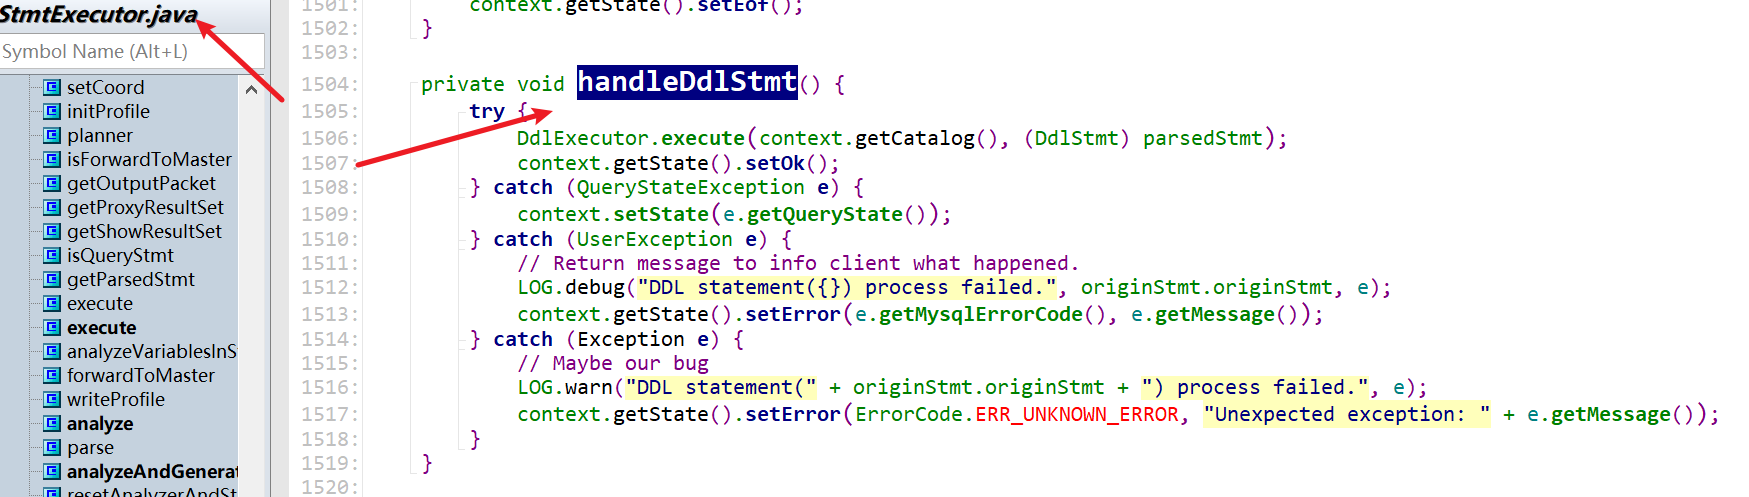 StmtExecutor.java
Symbol Name (Alt+L)
setCoord
initProfile
planner
isForwardToMaster
getOutputPacket
getProxyResultSet
getShowResultSet
isQueryStmt
getParsedStmt
execute
execute
analyzeVariablesInS
forwardToMaster
writeProfile
analyze
parse
analyzeAndGenerat
resetAnalyzerAndSt
1501: context.getState().setEof();
1502: }
1503:
1504: private void handleDdlStmt() {
1505: try {
1506: DdlExecutor.execute(context.getCatalog(), (DdlStmt) parsedStmt);
1507: context.getState().setOk();
1508: } catch (QueryStateException e) {
1509: context.setState(e.getQueryState());
1510: } catch (UserException e) {
1511: // Return message to info client what happened.
1512: LOG.debug("DDL statement({}) process failed.", originStmt.originStmt, e);
1513: context.getState().setError(e.getMysqlErrorCode(), e.getMessage());
1514: } catch (Exception e) {
1515: // Maybe our bug
1516: LOG.warn("DDL statement(" + originStmt.originStmt + ") process failed.", e);
1517: context.getState().setError(ErrorCode.ERR_UNKNOWN_ERROR, "Unexpected exception: " + e.getMessage());
1518: }
1519: }
1520: